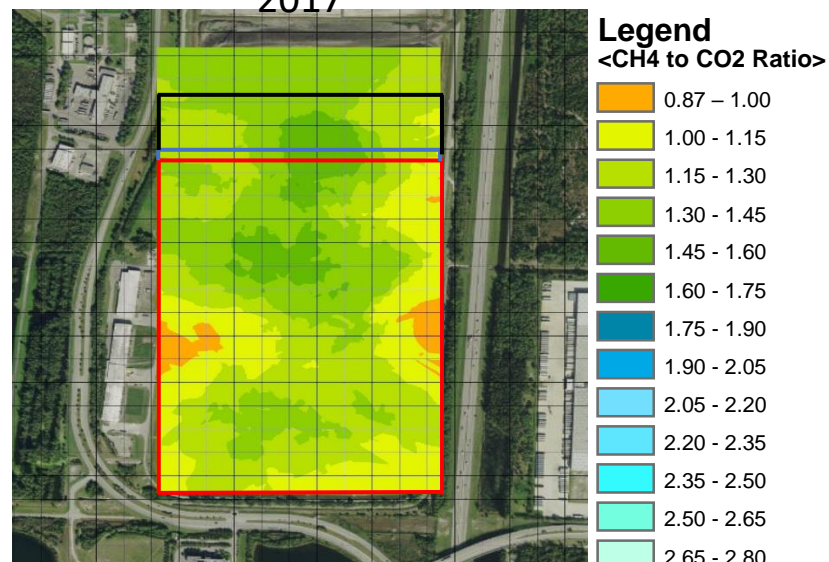 2017
Legend
<CH4 to CO2 Ratio>
0.87 – 1.00
1.00 - 1.15
1.15 - 1.30
1.30 - 1.45
1.45 - 1.60
1.60 - 1.75
1.75 - 1.90
1.90 - 2.05
2.05 - 2.20
2.20 - 2.35
2.35 - 2.50
2.50 - 2.65
2.65 - 2.80